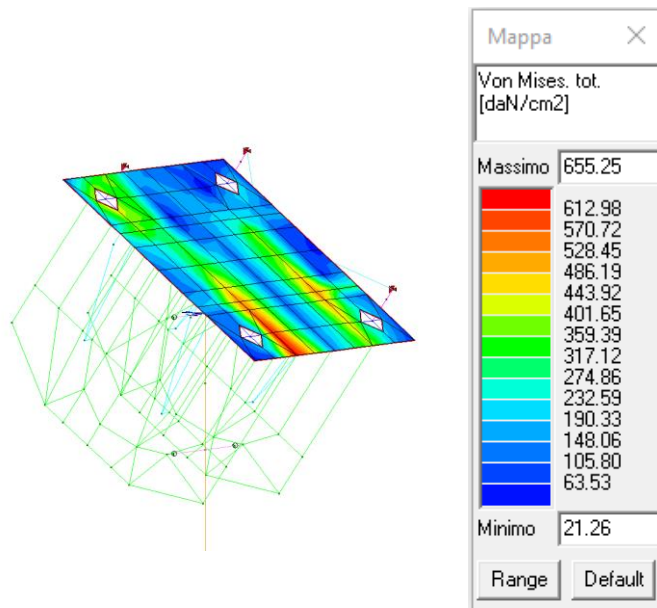 Mappa
Von Mises. tot.
[daN/cm2]
Massimo 655.25
612.98
570.72
528.45
486.19
443.92
401.65
359.39
317.12
274.86
232.59
190.33
148.06
105.80
63.53
Minimo 21.26
Range Default